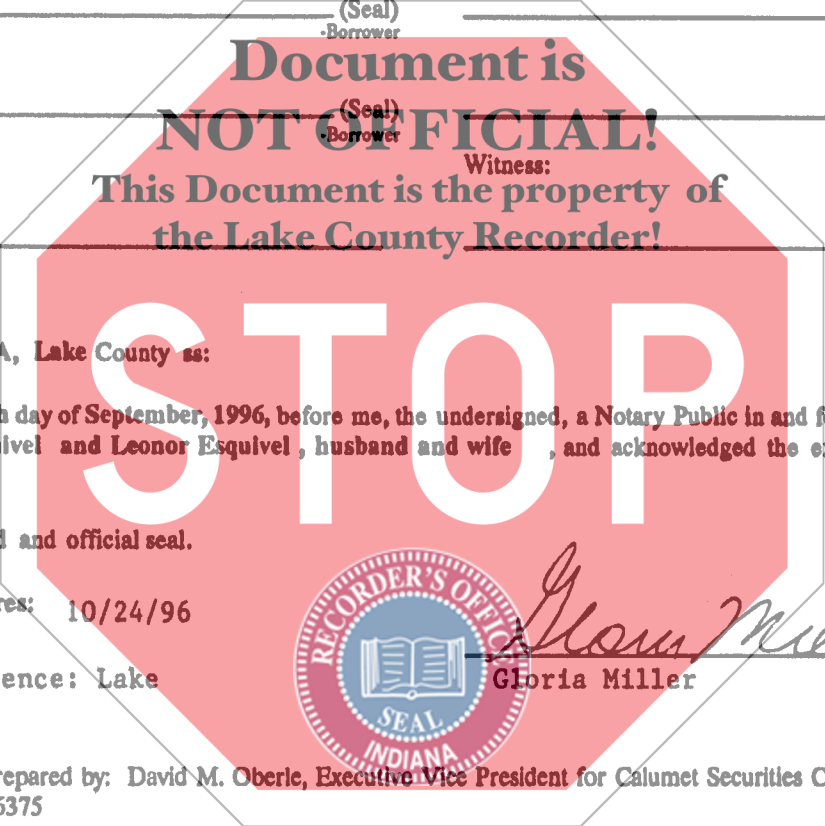 (Seal)
-Borrower
Document is
NOT OFFICIAL!
(Seal)
-Borrower
Witness:
This Document is the property of
the Lake County Recorder!
STOP
A, Lake County ss:
h day of September, 1996, before me, the undersigned, a Notary Public in and f
ivel and Leonor Esquivel , husband and wife , and acknowledged the e
d and official seal.
res: 10/24/96
ence: Lake
Gloria Miller
RECORDER'S OFFICE
SEAL
INDIANA
repared by: David M. Oberle, Executive Vice President for Calumet Securities C
6375